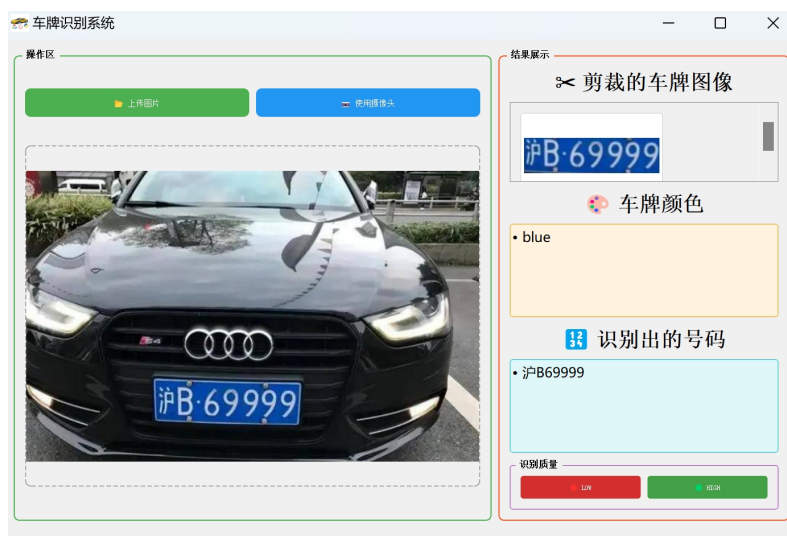 车牌识别系统
操作区
上传图片
使用摄像头
沪B·69999
S4
结果展示
剪裁的车牌图像
沪B·69999
车牌颜色
• blue
识别出的号码
• 沪B69999
识别质量
LOW
HIGH